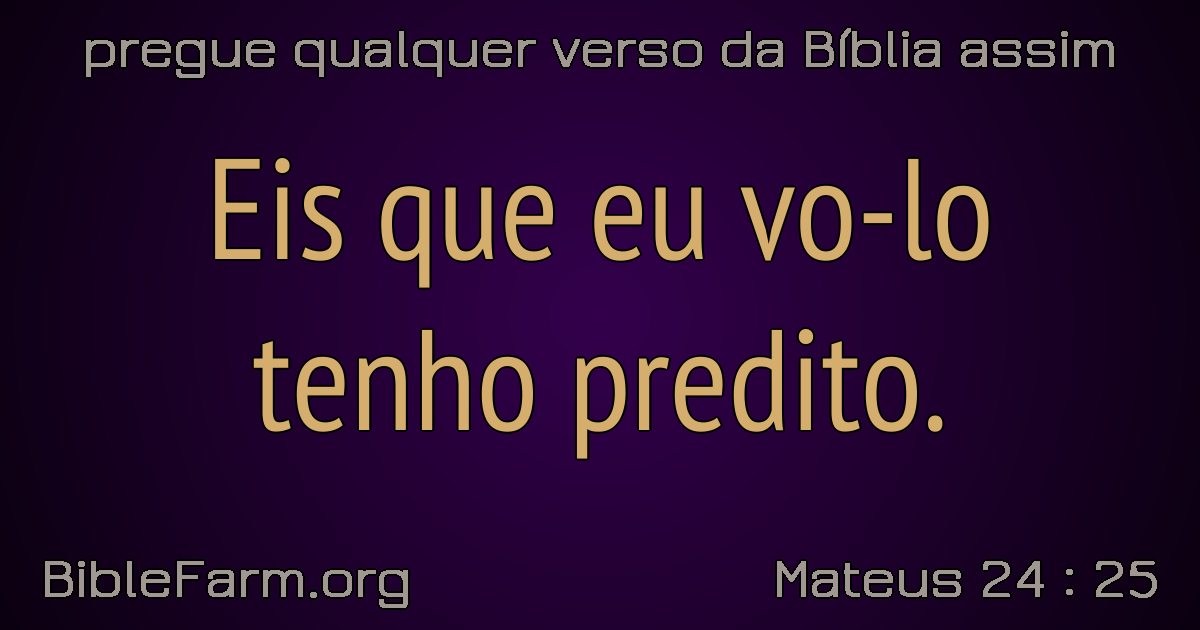 pregue qualquer verso da Bíblia assim
Eis que eu vo-lo
tenho predito.
BibleFarm.org
Mateus 24 : 25